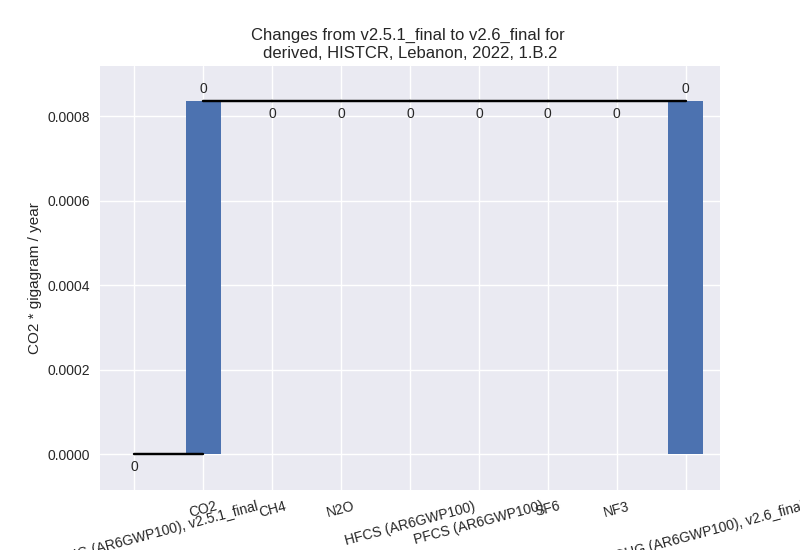 Changes from v2.5.1_final to v2.6_final for
derived, HISTCR, Lebanon, 2022, 1.B.2
0
0
0
0
0
0
0
0
0
0.0008
0.0006
0.0004
0.0002
0.0000
CO2 * gigagram / year
(AR6GWP100), v2.5.1_final
CO2
CH4
N2O
HFCS (AR6GWP100)
PFCS (AR6GWP100)
SF6
NF3
(AR6GWP100), v2.6_final